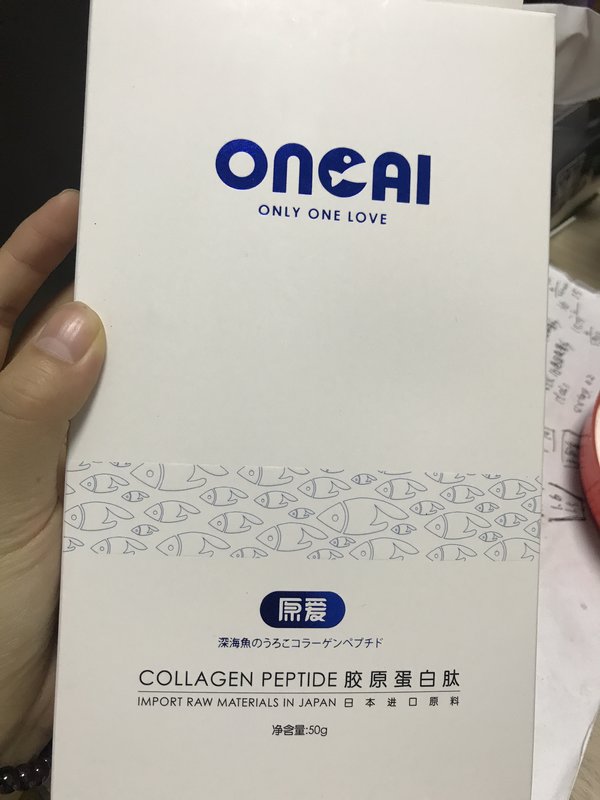 ONEAI
ONLY ONE LOVE
原爱
深海魚のうろこコラーゲンペプチド
COLLAGEN PEPTIDE 胶原蛋白肽
IMPORT RAW MATERIALS IN JAPAN 日本进口原料
净含量:50g